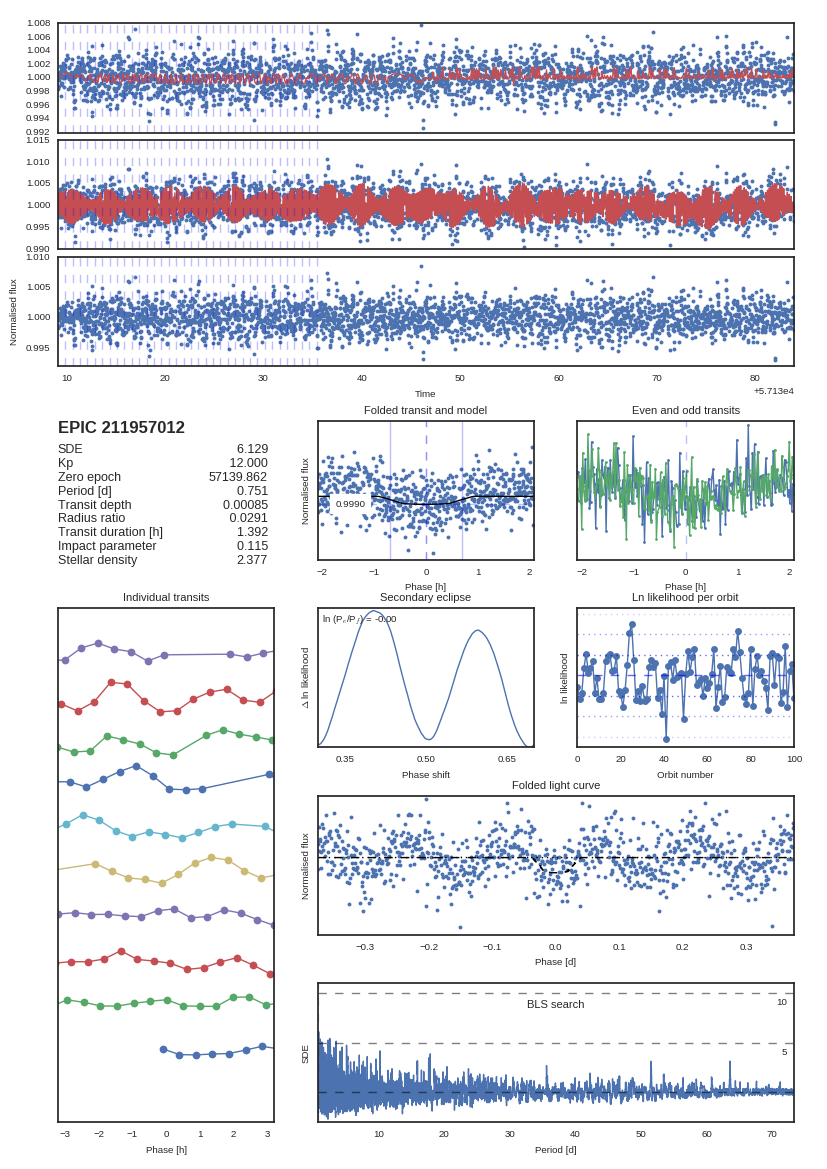 1.008
1.006
1.004
1.002
1.000
0.998
0.996
0.994
0.992
1.015
1.010
1.005
1.000
0.995
0.990
1.010
1.005
1.000
0.995
Normalised flux
10 20 30 40 50 60 70 80
Time
+5.713e4
EPIC 211957012
SDE 6.129
Kp 12.000
Zero epoch 57139.862
Period [d] 0.751
Transit depth 0.00085
Radius ratio 0.0291
Transit duration [h] 1.392
Impact parameter 0.115
Stellar density 2.377
Folded transit and model
Normalised flux
0.9990
−2 −1 0 1 2
Phase [h]
Even and odd transits
−2 −1 0 1 2
Phase [h]
Individual transits
−3 −2 −1 0 1 2 3
Phase [h]
Secondary eclipse
Δ ln likelihood
0.35 0.50 0.65
Phase shift
Ln likelihood per orbit
ln likelihood
0 20 40 60 80 100
Orbit number
Folded light curve
Normalised flux
−0.3 −0.2 −0.1 0.0 0.1 0.2 0.3
Phase [d]
BLS search
10
5
SDE
10 20 30 40 50 60 70
Period [d]